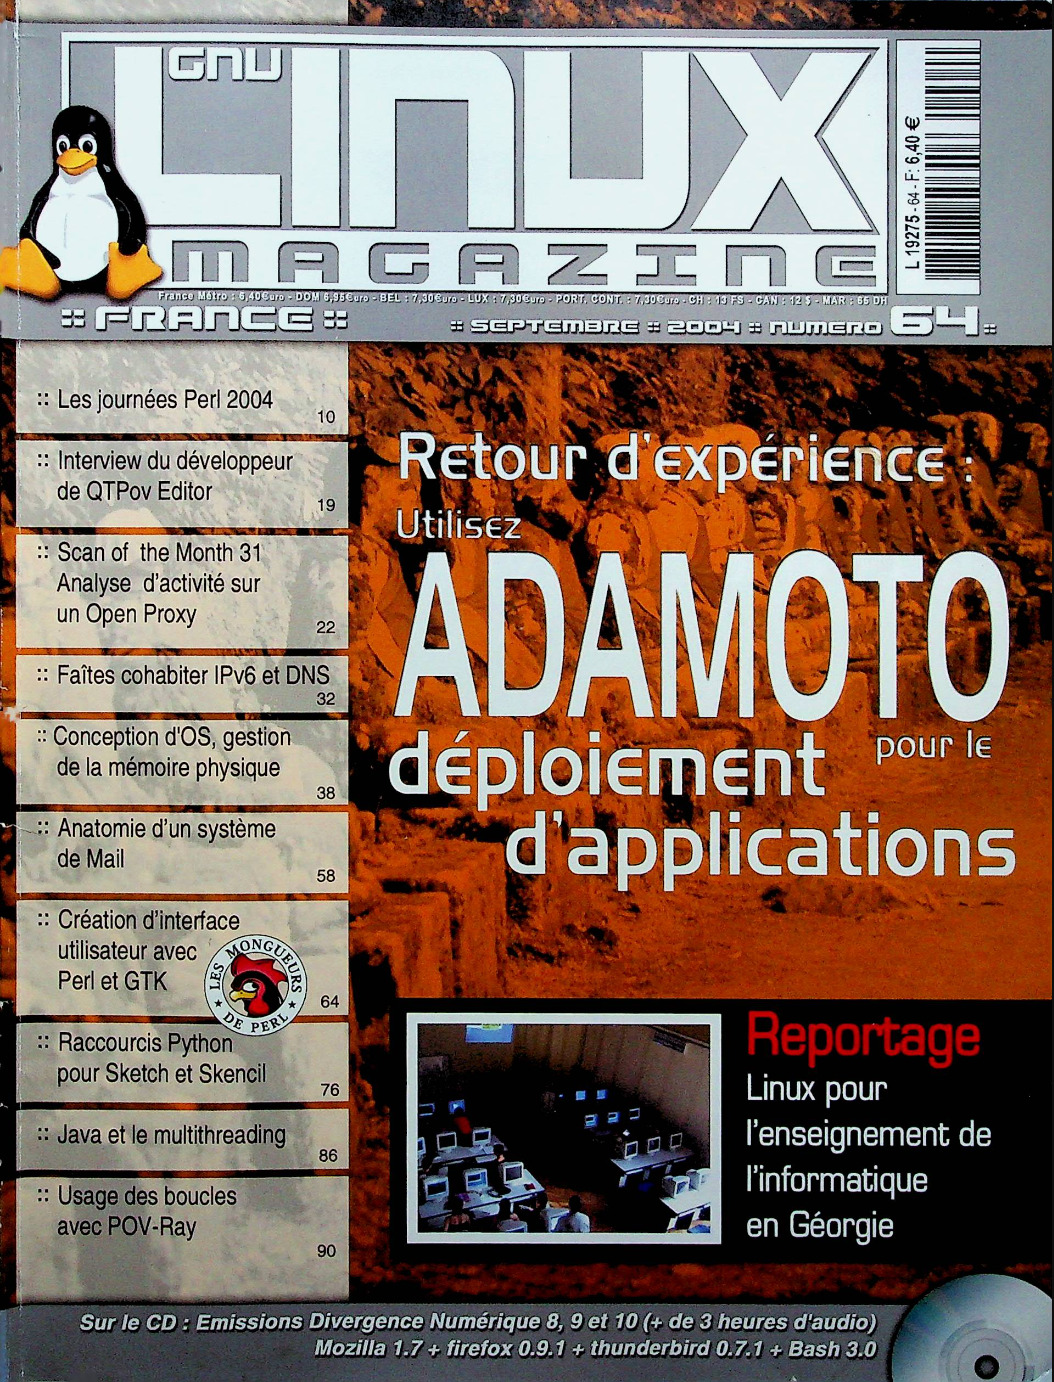 GNU
LINUX
MAGAZINE
L 19275 - 64 - F: 6,40 €
France Métro : 6,40€uro - DOM 6,95€uro - BEL : 7,30€uro - LUX : 7,30€uro - PORT. CONT. : 7,30€uro - CH : 13 FS - CAN : 12 $ - MAR : 65 DH
:: FRANCE ::
:: SEPTEMBRE :: 2004 :: NUMERO 64 ::
:: Les journées Perl 2004
10
:: Interview du développeur
de QTPov Editor
19
:: Scan of the Month 31
Analyse d'activité sur
un Open Proxy
22
:: Faîtes cohabiter IPv6 et DNS
32
:: Conception d'OS, gestion
de la mémoire physique
38
:: Anatomie d'un système
de Mail
58
:: Création d'interface
utilisateur avec
Perl et GTK
64
LES MONGUEURS
DE PERL
:: Raccourcis Python
pour Sketch et Skencil
76
:: Java et le multithreading
86
:: Usage des boucles
avec POV-Ray
90
Retour d'expérience :
Utilisez
ADAMOTO
pour le
déploiement
d'applications
Reportage
Linux pour
l'enseignement de
l'informatique
en Géorgie
Sur le CD : Emissions Divergence Numérique 8, 9 et 10 (+ de 3 heures d'audio)
Mozilla 1.7 + firefox 0.9.1 + thunderbird 0.7.1 + Bash 3.0